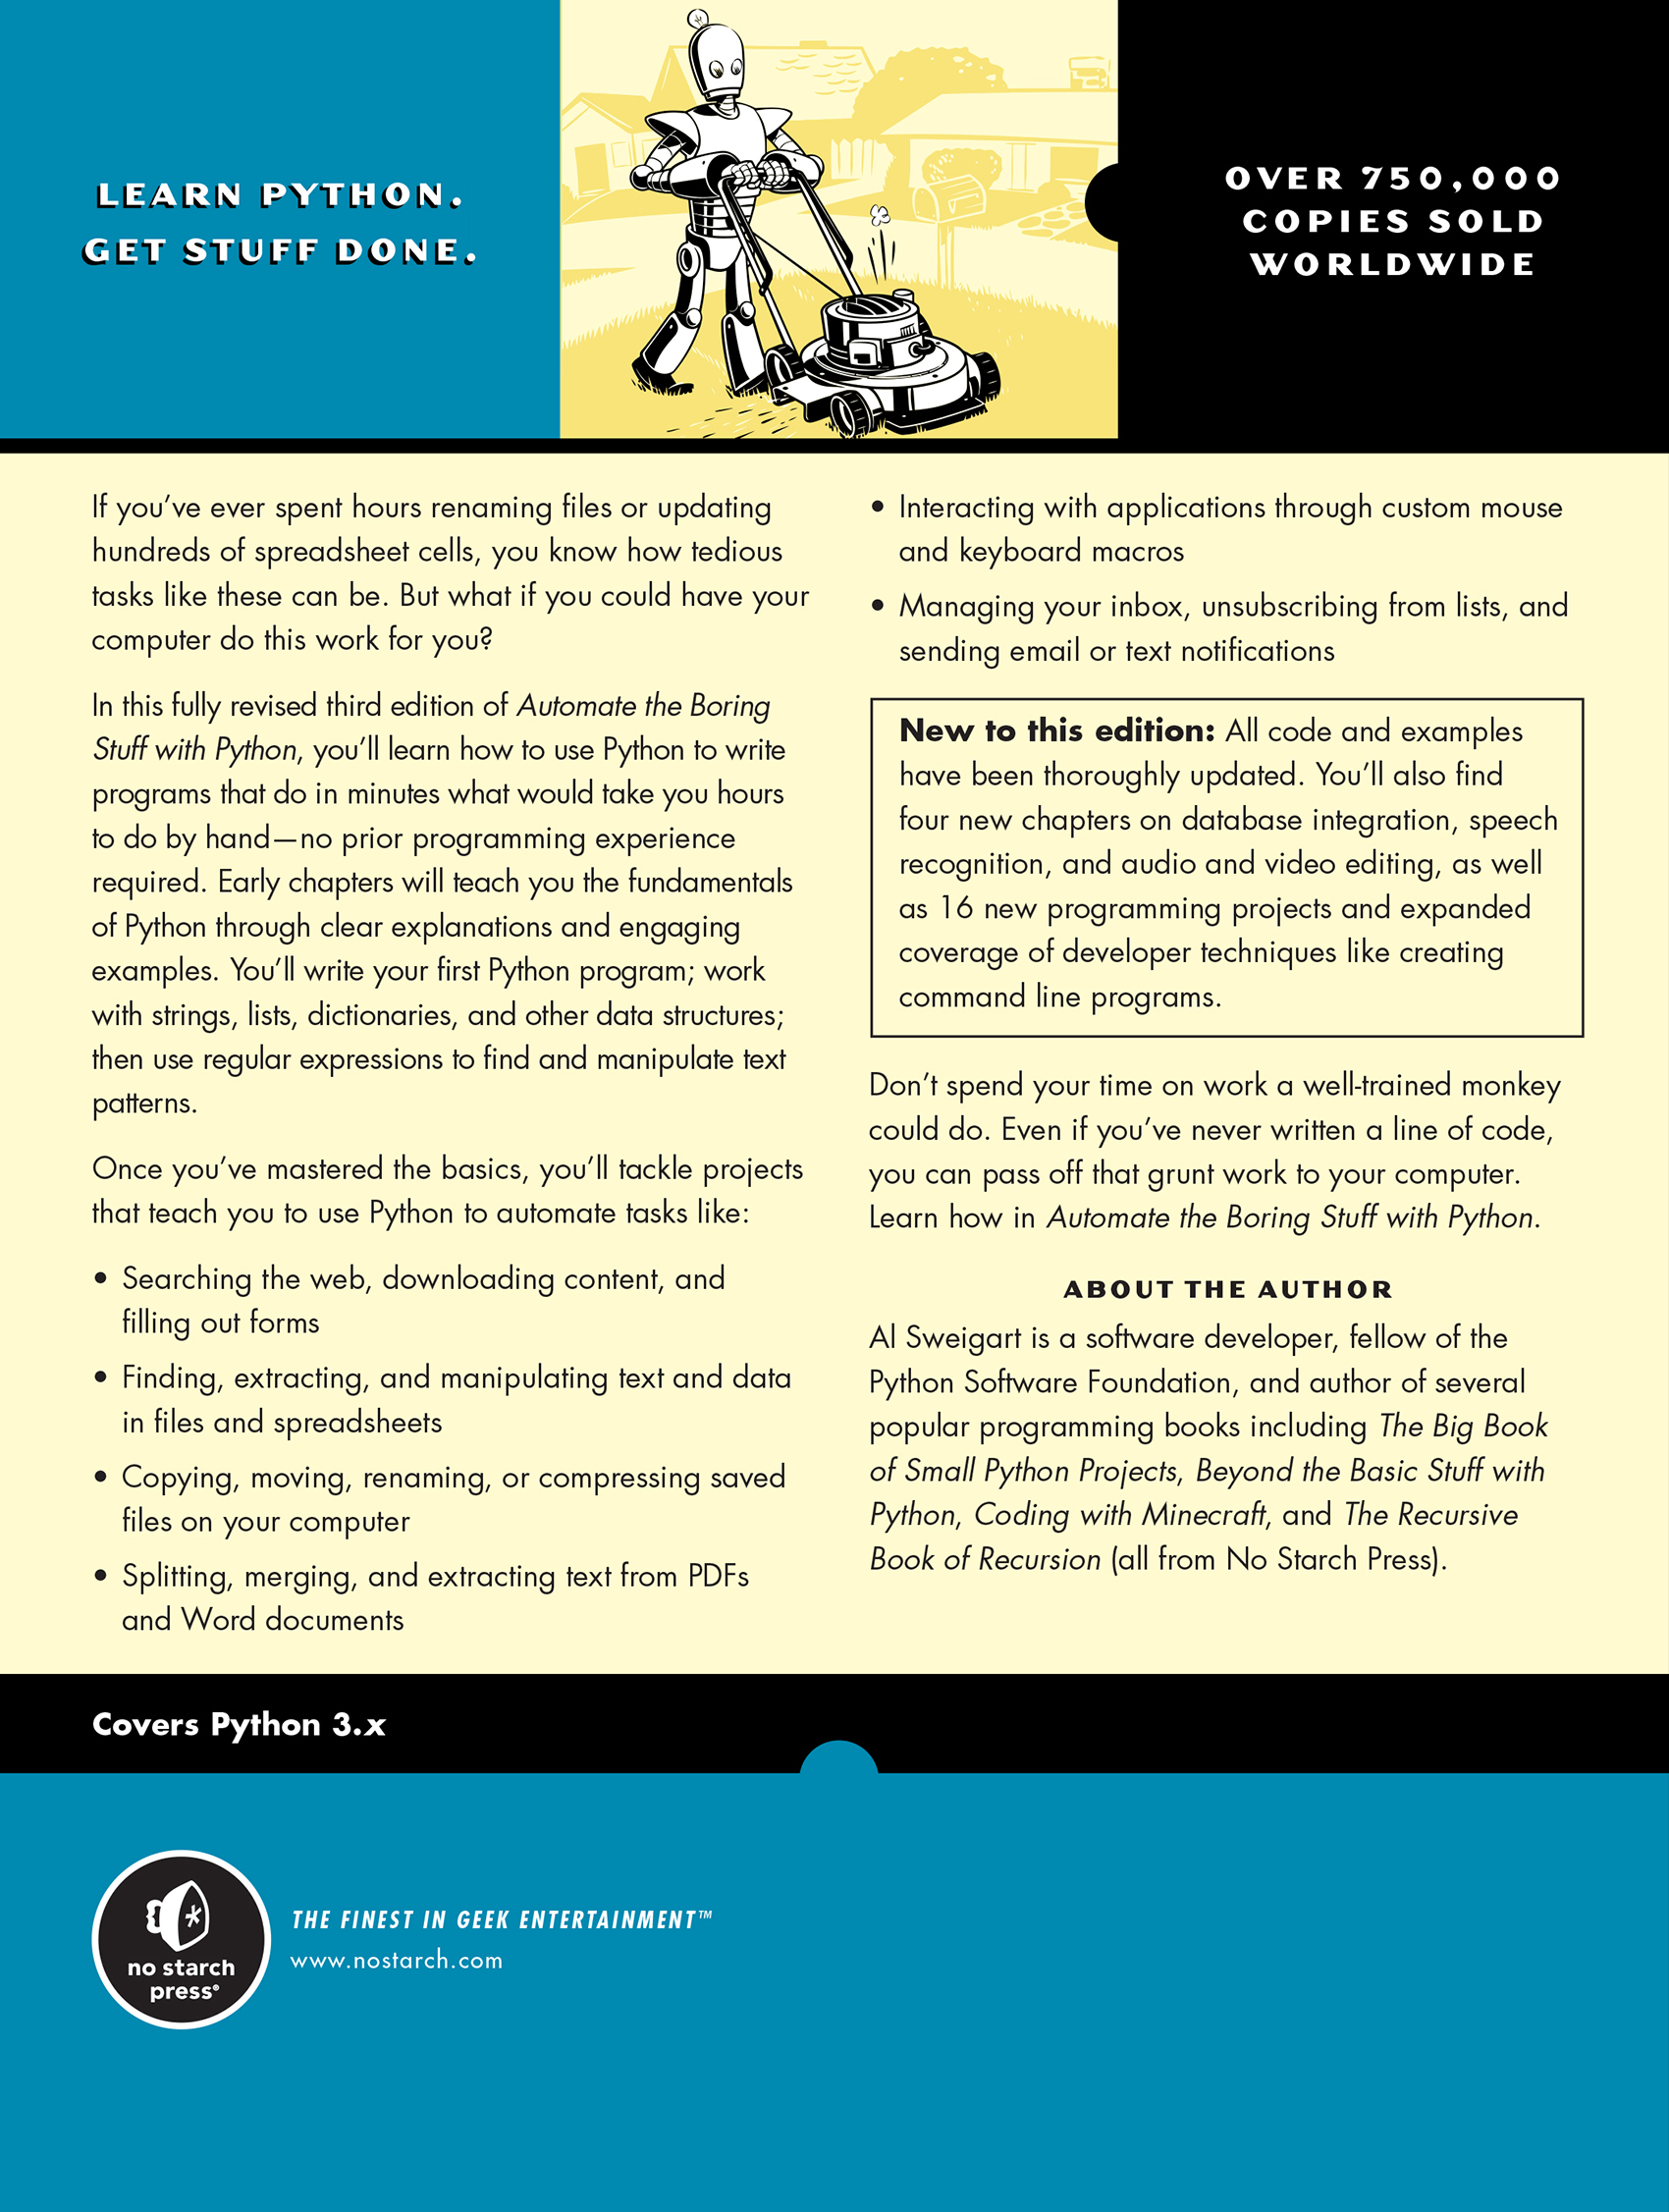 LEARN PYTHON.
GET STUFF DONE.
OVER 750,000
COPIES SOLD
WORLDWIDE
If you’ve ever spent hours renaming files or updating
hundreds of spreadsheet cells, you know how tedious
tasks like these can be. But what if you could have your
computer do this work for you?
In this fully revised third edition of Automate the Boring
Stuff with Python, you’ll learn how to use Python to write
programs that do in minutes what would take you hours
to do by hand—no prior programming experience
required. Early chapters will teach you the fundamentals
of Python through clear explanations and engaging
examples. You’ll write your first Python program; work
with strings, lists, dictionaries, and other data structures;
then use regular expressions to find and manipulate text
patterns.
Once you’ve mastered the basics, you’ll tackle projects
that teach you to use Python to automate tasks like:
• Searching the web, downloading content, and
filling out forms
• Finding, extracting, and manipulating text and data
in files and spreadsheets
• Copying, moving, renaming, or compressing saved
files on your computer
• Splitting, merging, and extracting text from PDFs
and Word documents
• Interacting with applications through custom mouse
and keyboard macros
• Managing your inbox, unsubscribing from lists, and
sending email or text notifications
New to this edition: All code and examples
have been thoroughly updated. You’ll also find
four new chapters on database integration, speech
recognition, and audio and video editing, as well
as 16 new programming projects and expanded
coverage of developer techniques like creating
command line programs.
Don’t spend your time on work a well-trained monkey
could do. Even if you’ve never written a line of code,
you can pass off that grunt work to your computer.
Learn how in Automate the Boring Stuff with Python.
ABOUT THE AUTHOR
Al Sweigart is a software developer, fellow of the
Python Software Foundation, and author of several
popular programming books including The Big Book
of Small Python Projects, Beyond the Basic Stuff with
Python, Coding with Minecraft, and The Recursive
Book of Recursion (all from No Starch Press).
Covers Python 3.x
THE FINEST IN GEEK ENTERTAINMENT™
www.nostarch.com
no starch
press®